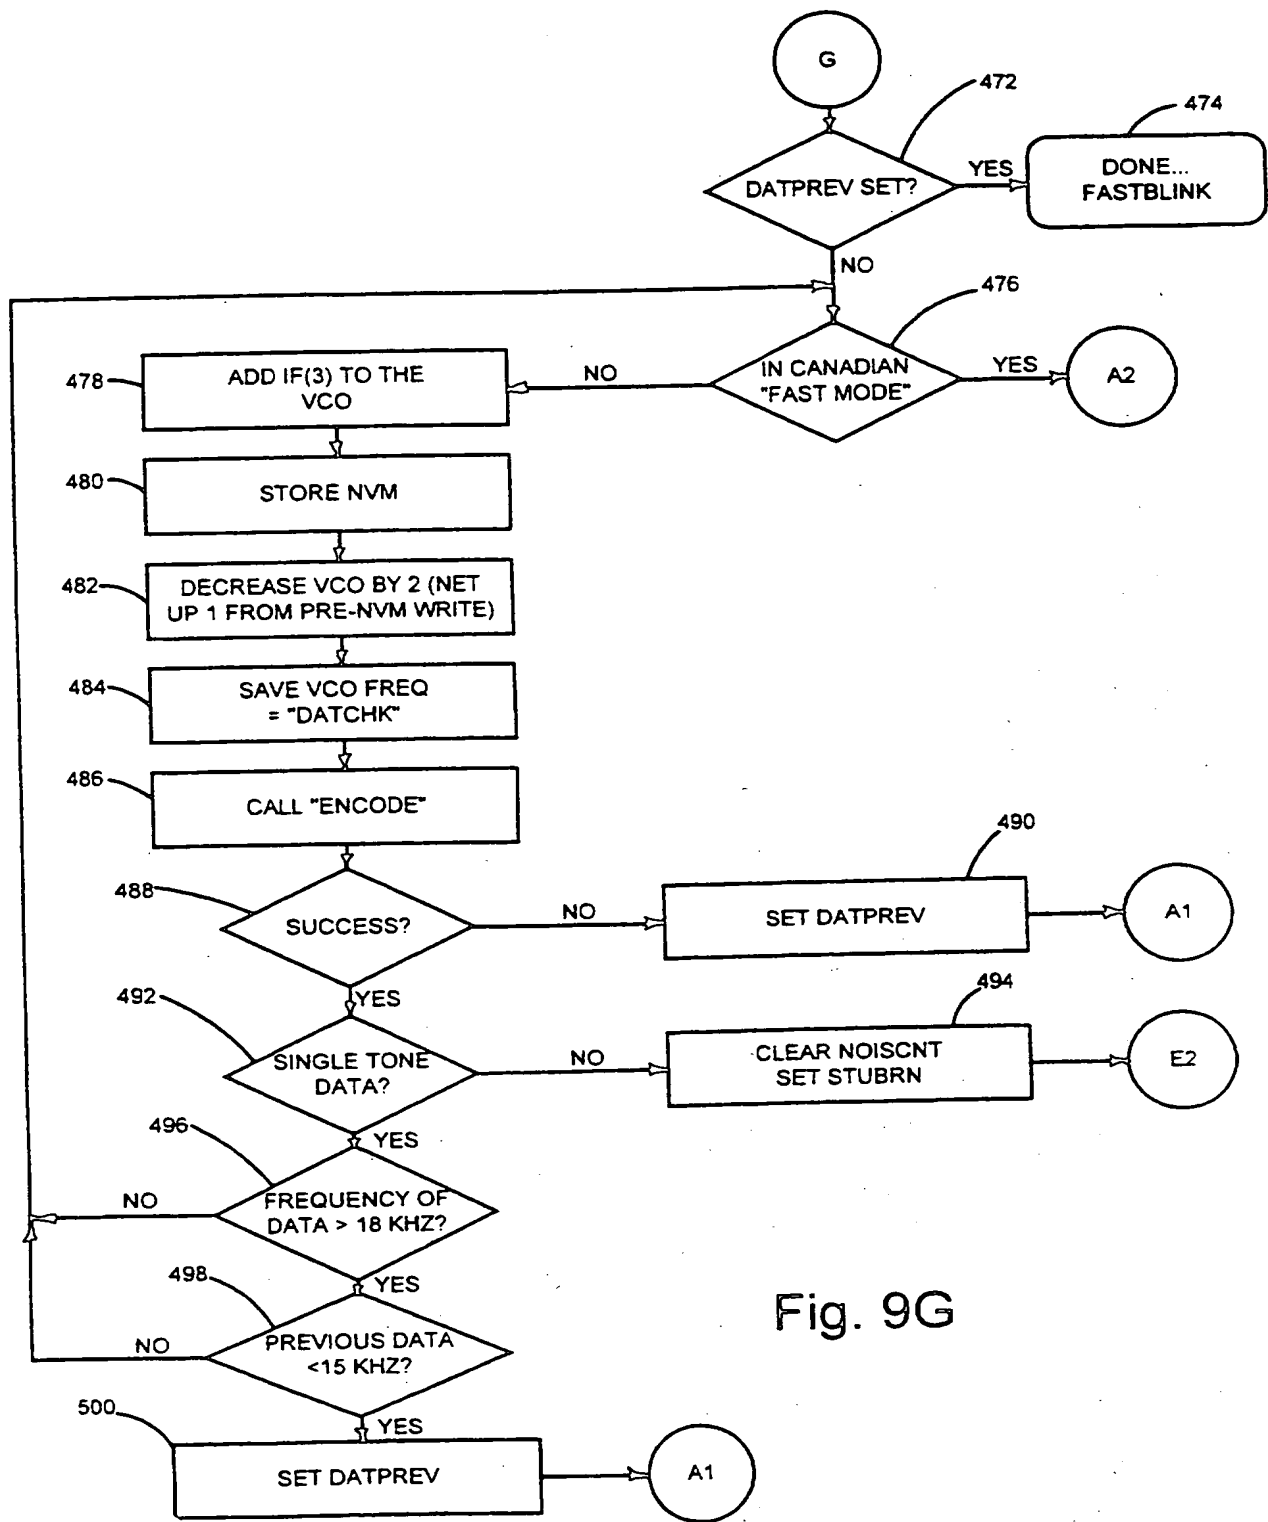 G
472
474
DATPREV SET?
YES
DONE...
FASTBLINK
NO
476
IN CANADIAN
"FAST MODE"
YES
A2
NO
478
ADD IF(3) TO THE
VCO
480
STORE NVM
482
DECREASE VCO BY 2 (NET
UP 1 FROM PRE-NVM WRITE)
484
SAVE VCO FREQ
= "DATCHK"
486
CALL "ENCODE"
488
SUCCESS?
NO
490
SET DATPREV
A1
YES
492
SINGLE TONE
DATA?
NO
494
CLEAR NOISCNT
SET STUBRN
E2
YES
496
FREQUENCY OF
DATA > 18 KHZ?
NO
YES
498
PREVIOUS DATA
<15 KHZ?
NO
YES
500
SET DATPREV
A1
Fig. 9G